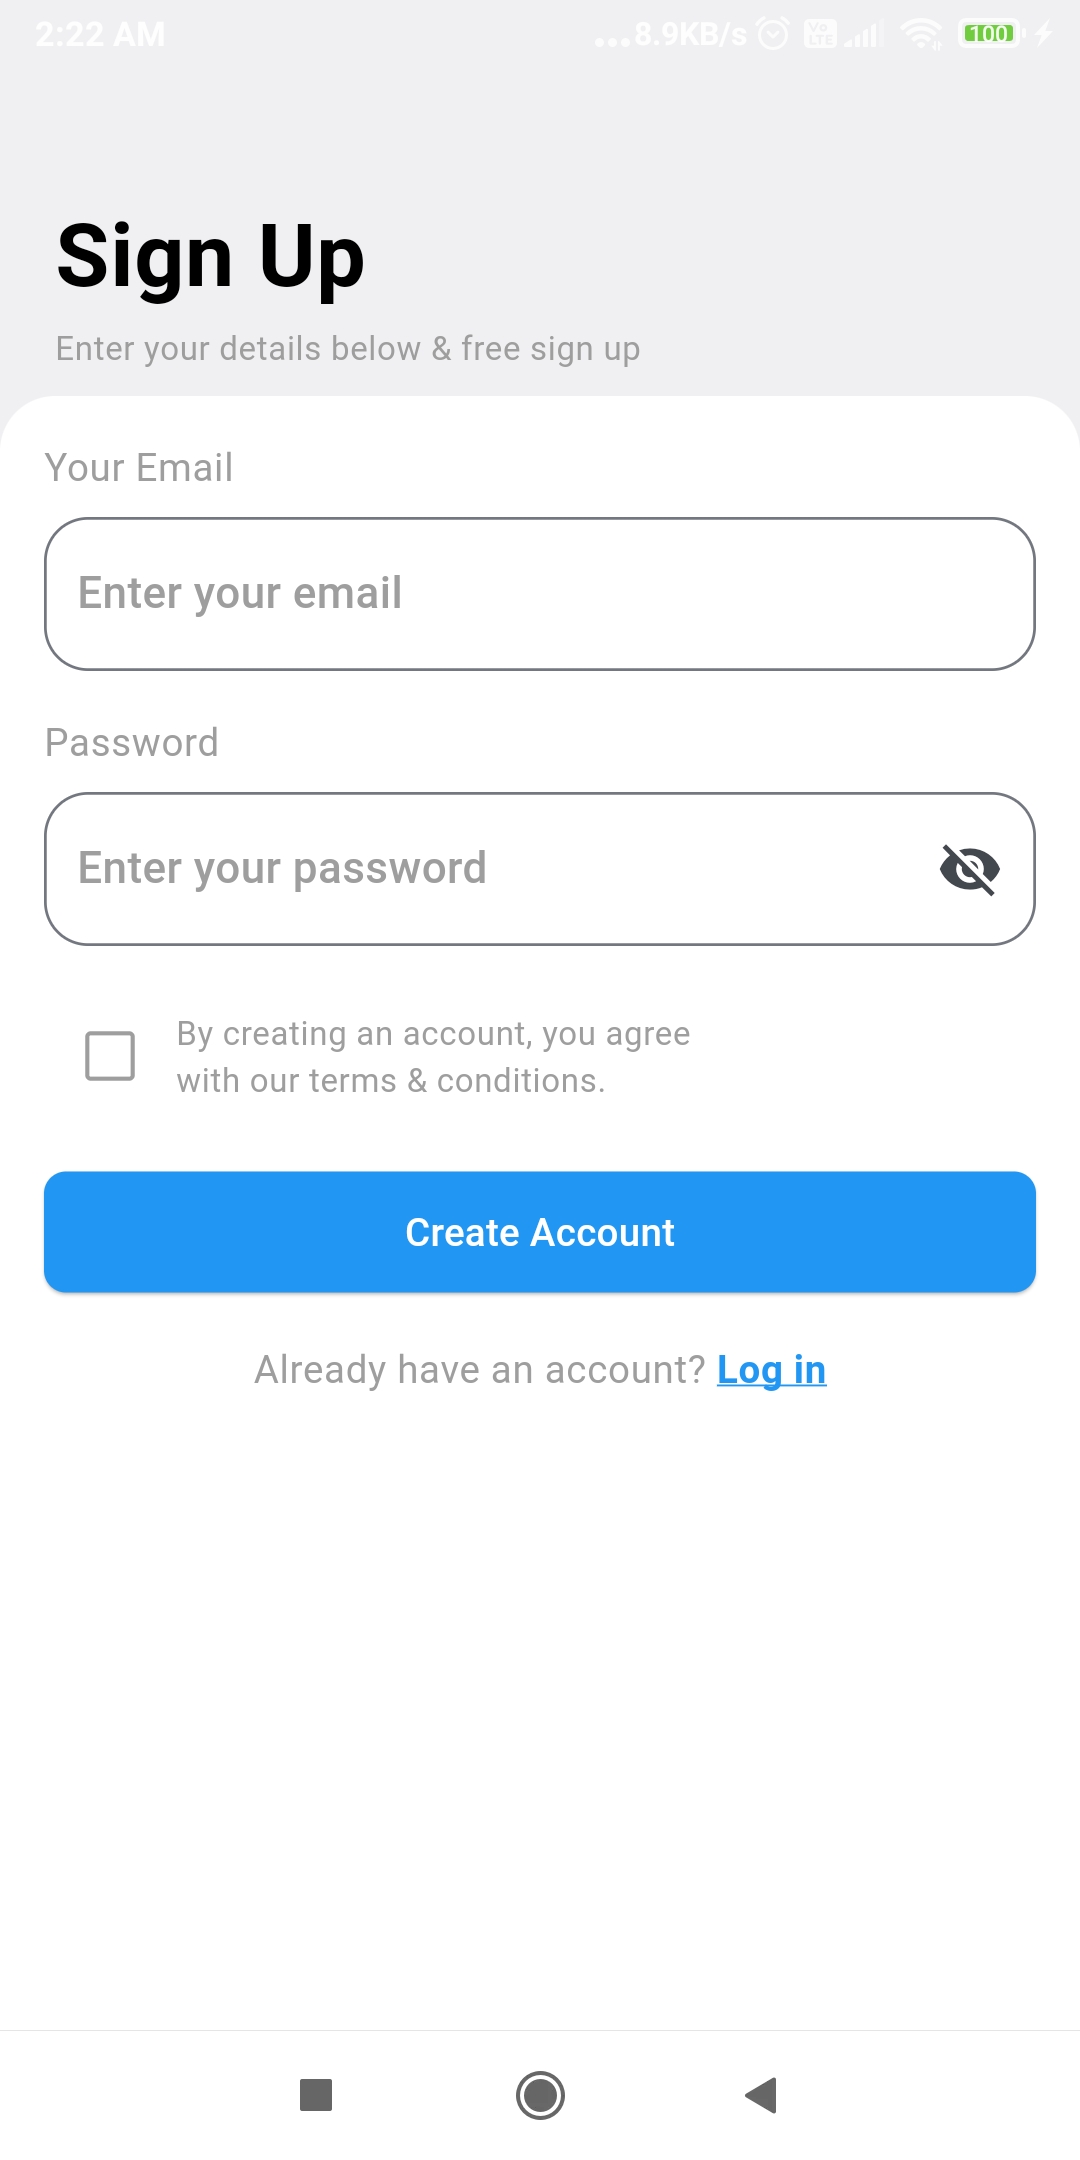 2:22 AM
...8.9KB/s Vo LTE 100
Sign Up
Enter your details below & free sign up
Your Email
Enter your email
Password
Enter your password
By creating an account, you agree
with our terms & conditions.
Create Account
Already have an account? Log in